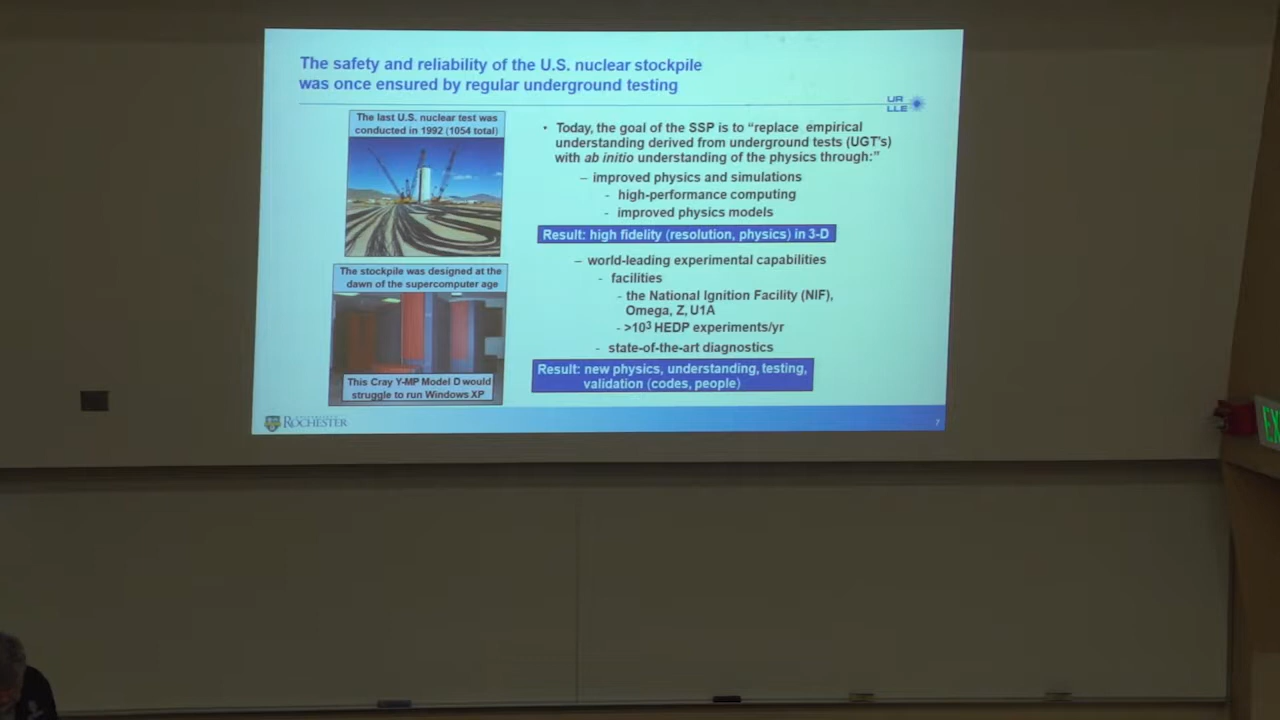 The safety and reliability of the U.S. nuclear stockpile
was once ensured by regular underground testing
UR
LLE
The last U.S. nuclear test was
conducted in 1992 (1054 total)
The stockpile was designed at the
dawn of the supercomputer age
This Cray Y-MP Model D would
struggle to run Windows XP
• Today, the goal of the SSP is to “replace empirical
understanding derived from underground tests (UGT's)
with ab initio understanding of the physics through:”
– improved physics and simulations
- high-performance computing
- improved physics models
Result: high fidelity (resolution, physics) in 3-D
– world-leading experimental capabilities
- facilities
- the National Ignition Facility (NIF),
Omega, Z, U1A
- >10³ HEDP experiments/yr
- state-of-the-art diagnostics
Result: new physics, understanding, testing,
validation (codes, people)
ROCHESTER
7
EX